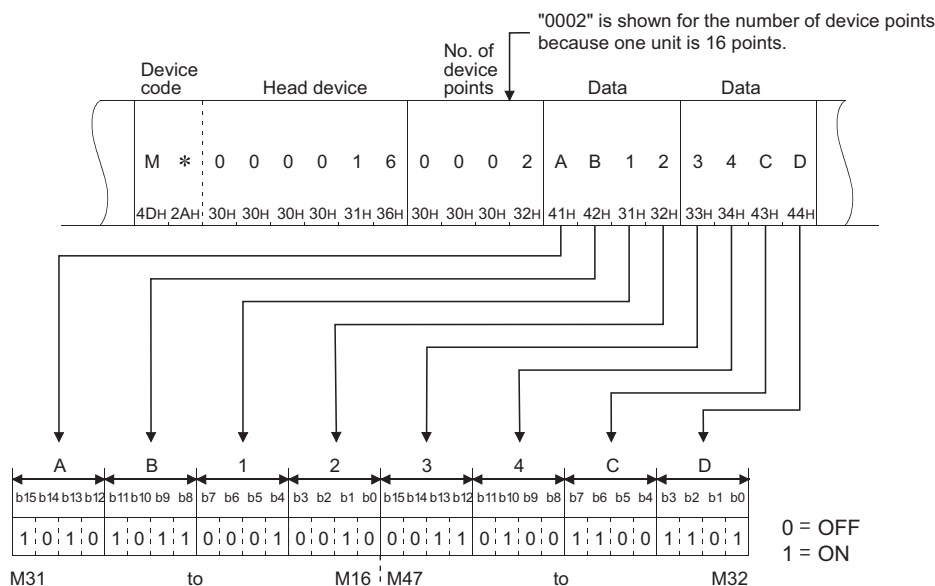 "0002" is shown for the number of device points
because one unit is 16 points.
No. of
device
points
Device
code
Head device
Data
Data
M * 0 0 0 0 1 6 0 0 0 2 A B 1 2 3 4 C D
4DH 2AH 30H 30H 30H 30H 31H 36H 30H 30H 30H 32H 41H 42H 31H 32H 33H 34H 43H 44H
A B 1 2 3 4 C D
b15 b14 b13 b12 b11 b10 b9 b8 b7 b6 b5 b4 b3 b2 b1 b0 b15 b14 b13 b12 b11 b10 b9 b8 b7 b6 b5 b4 b3 b2 b1 b0
1 0 1 0 1 0 1 1 0 0 0 1 0 0 1 0 0 0 1 1 0 1 0 0 1 1 0 0 1 1 0 1
0 = OFF
1 = ON
M31 to M16 M47 to M32